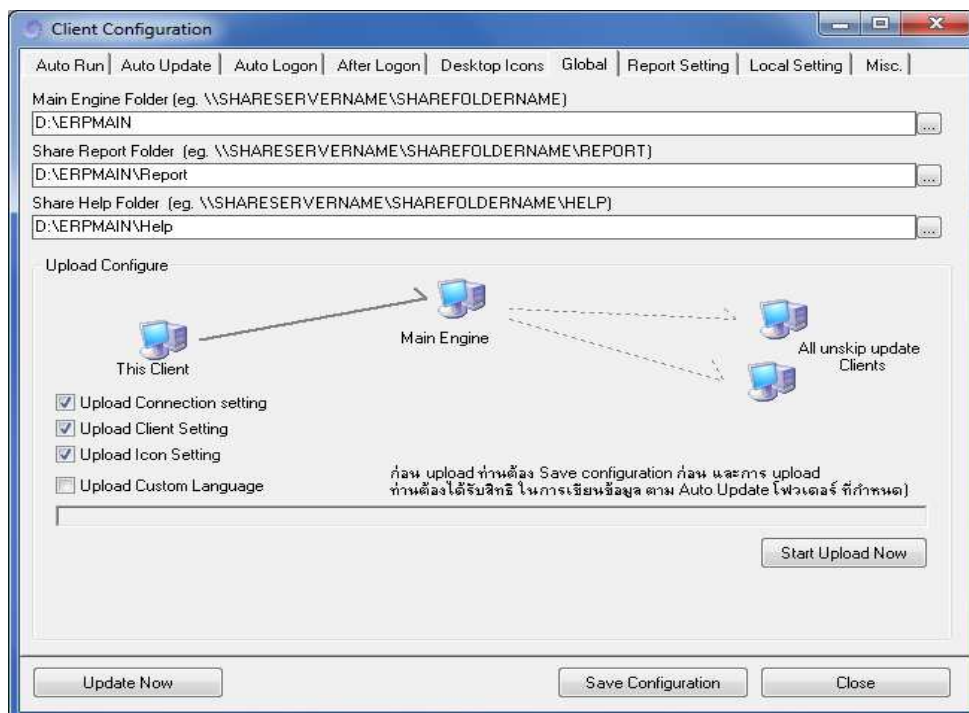 Client Configuration
Auto Run Auto Update Auto Logon After Logon Desktop Icons Global Report Setting Local Setting Misc.
Main Engine Folder (eg. \\SHARESERVERNAME\SHAREFOLDERNAME)
D:\ERPMAIN
...
Share Report Folder (eg. \\SHARESERVERNAME\SHAREFOLDERNAME\REPORT)
D:\ERPMAIN\Report
...
Share Help Folder (eg. \\SHARESERVERNAME\SHAREFOLDERNAME\HELP)
D:\ERPMAIN\Help
...
Upload Configure
This Client
Main Engine
All unskip update
Clients
Upload Connection setting
Upload Client Setting
Upload Icon Setting
Upload Custom Language
ก่อน upload ท่านต้อง Save configuration ก่อน และการ upload
ท่านต้องได้รับสิทธิ ในการเขียนข้อมูล ตาม Auto Update โฟวเดอร์ ที่กำหนด)
Start Upload Now
Update Now
Save Configuration
Close